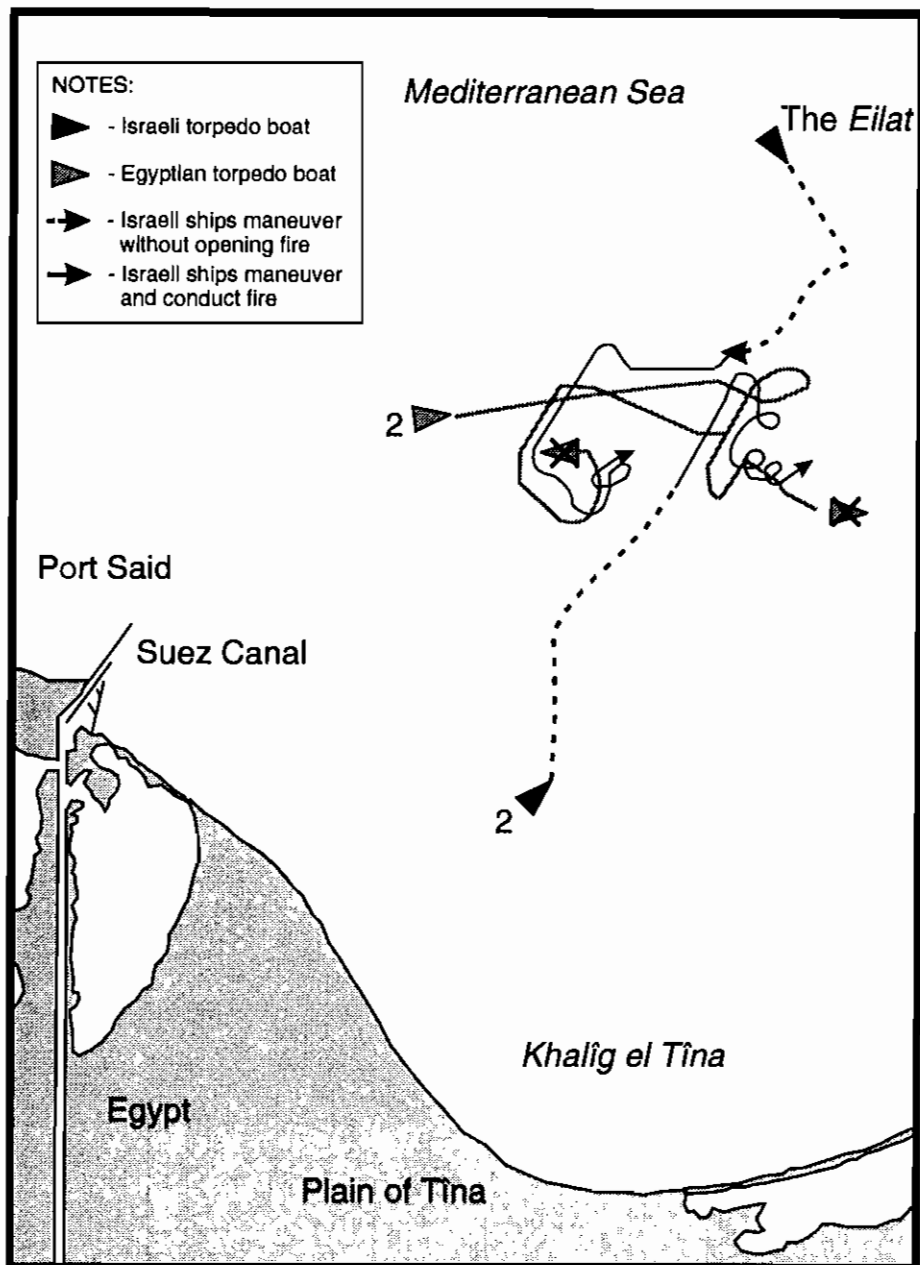 NOTES:
- Israeli torpedo boat
- Egyptian torpedo boat
- Israeli ships maneuver
without opening fire
- Israeli ships maneuver
and conduct fire
Mediterranean Sea
The Eilat
2
Port Said
Suez Canal
2
Khalîg el Tîna
Egypt
Plain of Tîna